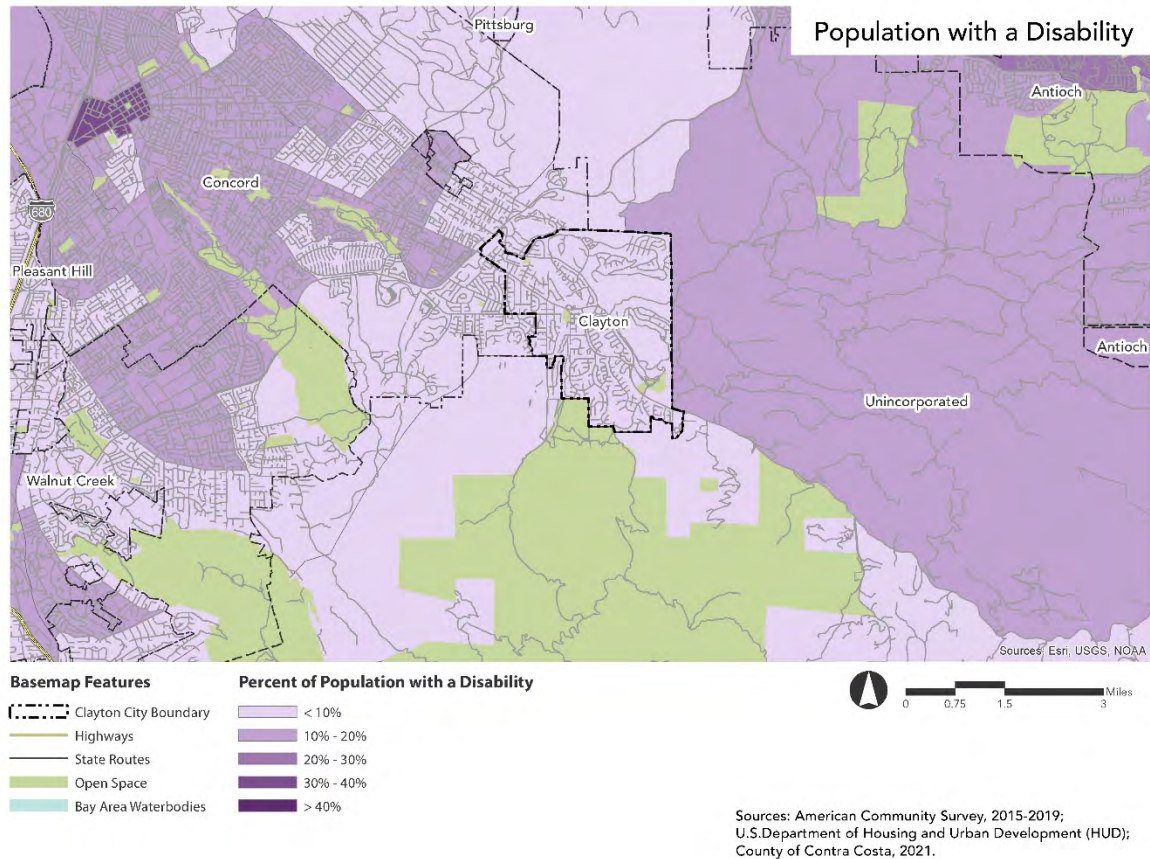 Population with a Disability
Pittsburg
Antioch
Concord
680
Pleasant Hill
Clayton
Antioch
Unincorporated
Walnut Creek
Sources: Esri, USGS, NOAA
Basemap Features
Clayton City Boundary
Highways
State Routes
Open Space
Bay Area Waterbodies
Percent of Population with a Disability
< 10%
10% - 20%
20% - 30%
30% - 40%
> 40%
Miles
0 0.75 1.5 3
Sources: American Community Survey, 2015-2019;
U.S.Department of Housing and Urban Development (HUD);
County of Contra Costa, 2021.